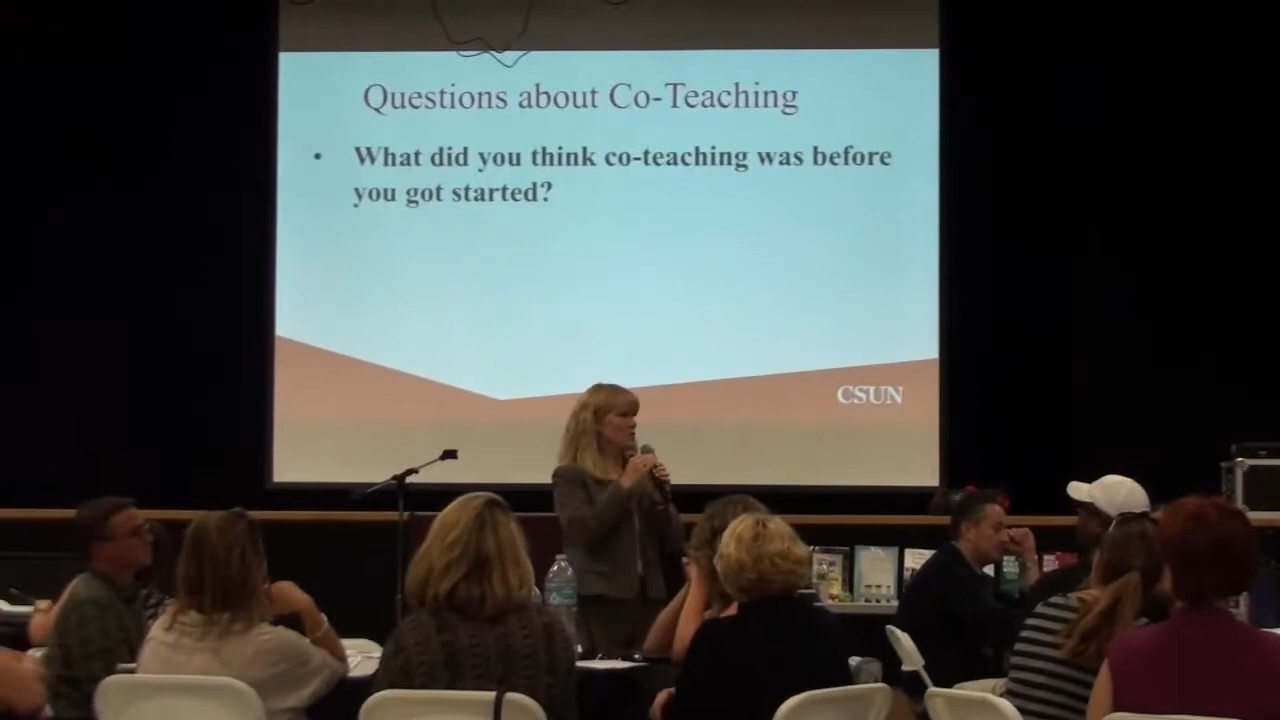 Questions about Co-Teaching
• What did you think co-teaching was before
you got started?
CSUN